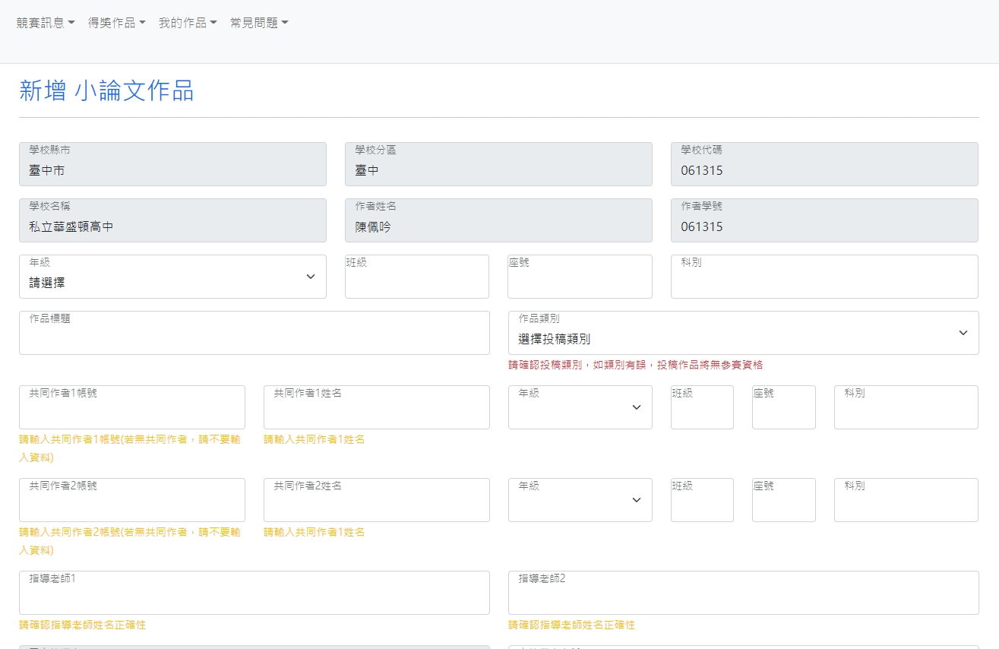 競賽訊息 得獎作品 我的作品 常見問題
新增 小論文作品
學校縣市 學校分區 學校代碼
臺中市 臺中 061315
學校名稱 作者姓名 作者學號
私立華盛頓高中 陳佩吟 061315
年級 班級 座號 科別
請選擇
作品標題 作品類別
選擇投稿類別
請確認投稿類別，如類別有誤，投稿作品將無參賽資格
共同作者1帳號 共同作者1姓名 年級 班級 座號 科別
請輸入共同作者1帳號(若無共同作者，請不要輸 請輸入共同作者1姓名
入資料)
共同作者2帳號 共同作者2姓名 年級 班級 座號 科別
請輸入共同作者2帳號(若無共同作者，請不要輸 請輸入共同作者1姓名
入資料)
指導老師1 指導老師2
請確認指導老師姓名正確性 請確認指導老師姓名正確性